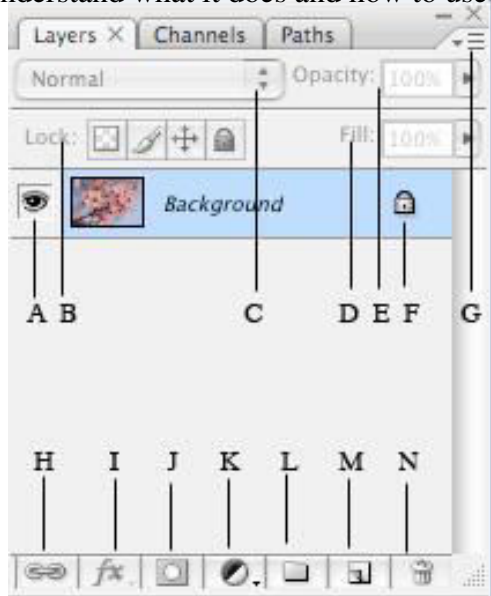 nderstand what it does and how to use
Layers × Channels Paths
Normal Opacity: 100%
Lock: Fill: 100%
Background
A B C D E F G
H I J K L M N
fx